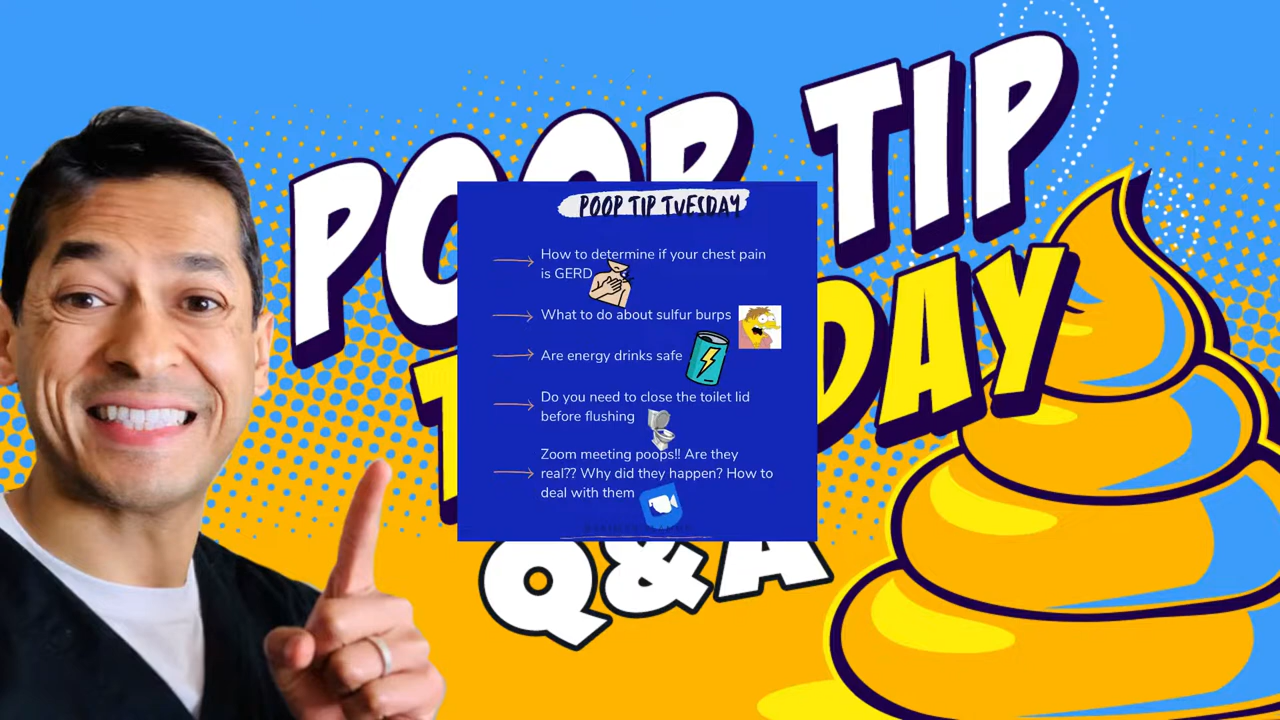 POOP TIP
DAY
Q&A
POOP TIP TUESDAY
How to determine if your chest pain
is GERD
What to do about sulfur burps
Are energy drinks safe
Do you need to close the toilet lid
before flushing
Zoom meeting poops!! Are they
real?? Why did they happen? How to
deal with them